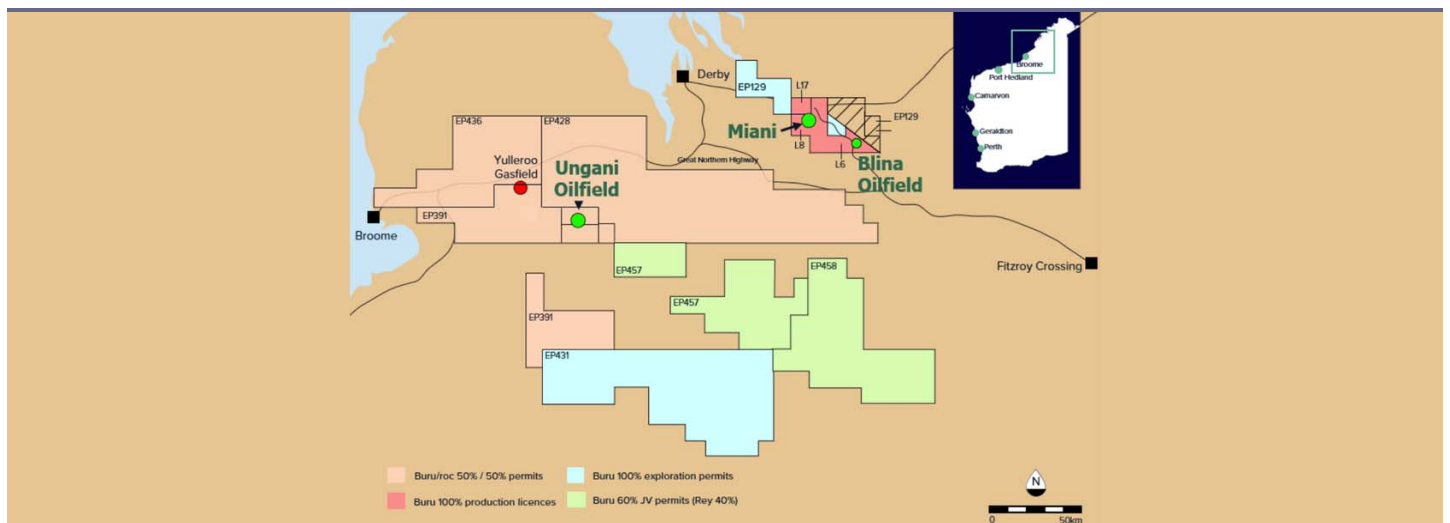 Broome
Port Hedland
Carnarvon
Geraldton
Perth
Derby
EP129
L17
EP129
Miani
L8
L6
Blina
Oilfield
EP436
EP428
Great Northern Highway
Yulleroo
Gasfield
Ungani
Oilfield
EP391
Broome
Fitzroy Crossing
EP457
EP458
EP457
EP391
EP431
Buru/roc 50% / 50% permits
Buru 100% exploration permits
Buru 100% production licences
Buru 60% JV permits (Rey 40%)
N
0
50km